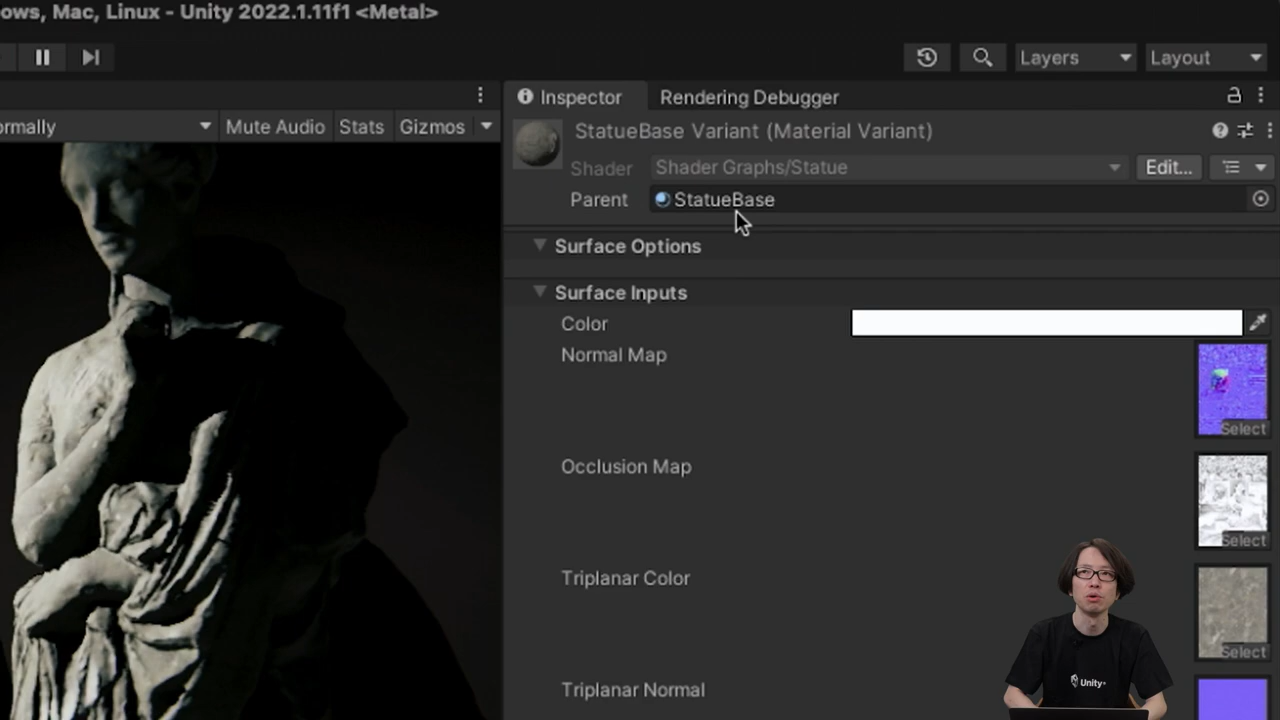 ows, Mac, Linux - Unity 2022.1.11f1 <Metal>
Layers
Layout
Inspector
Rendering Debugger
ormally
Mute Audio
Stats
Gizmos
StatueBase Variant (Material Variant)
Shader
Shader Graphs/Statue
Edit...
Parent
StatueBase
Surface Options
Surface Inputs
Color
Normal Map
Select
Occlusion Map
Select
Triplanar Color
Select
Triplanar Normal
Unity